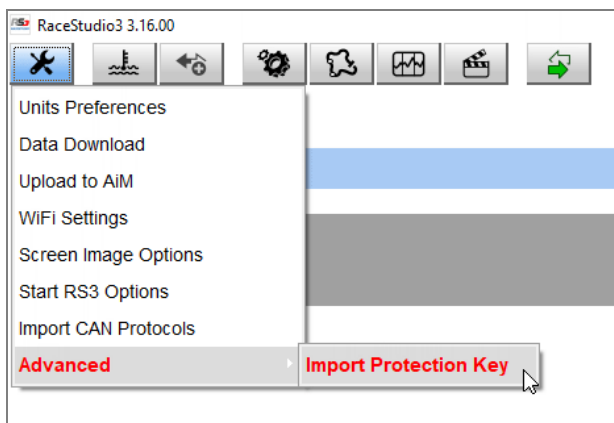 RS3 RaceStudio3 3.16.00
Units Preferences
Data Download
Upload to AiM
WiFi Settings
Screen Image Options
Start RS3 Options
Import CAN Protocols
Advanced
Import Protection Key